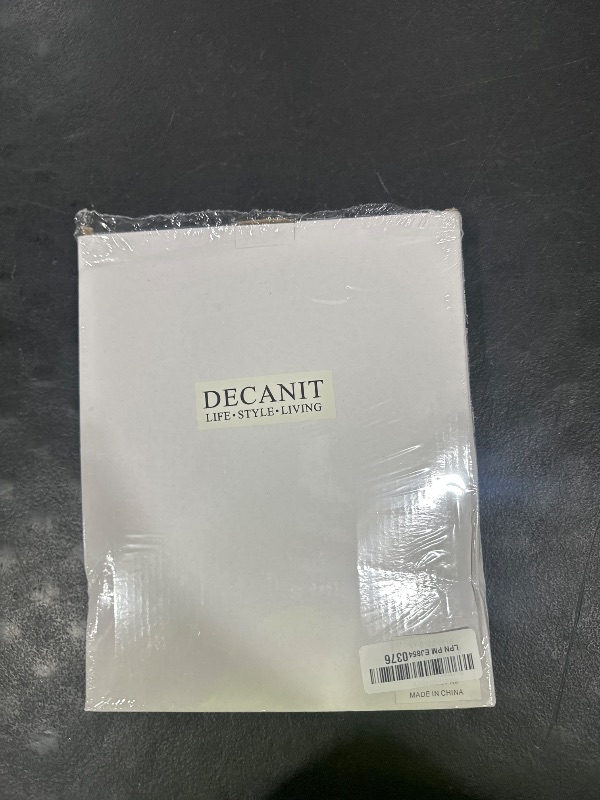 DECANIT
LIFE•STYLE•LIVING
LPN PM EJ8540376
MADE IN CHINA